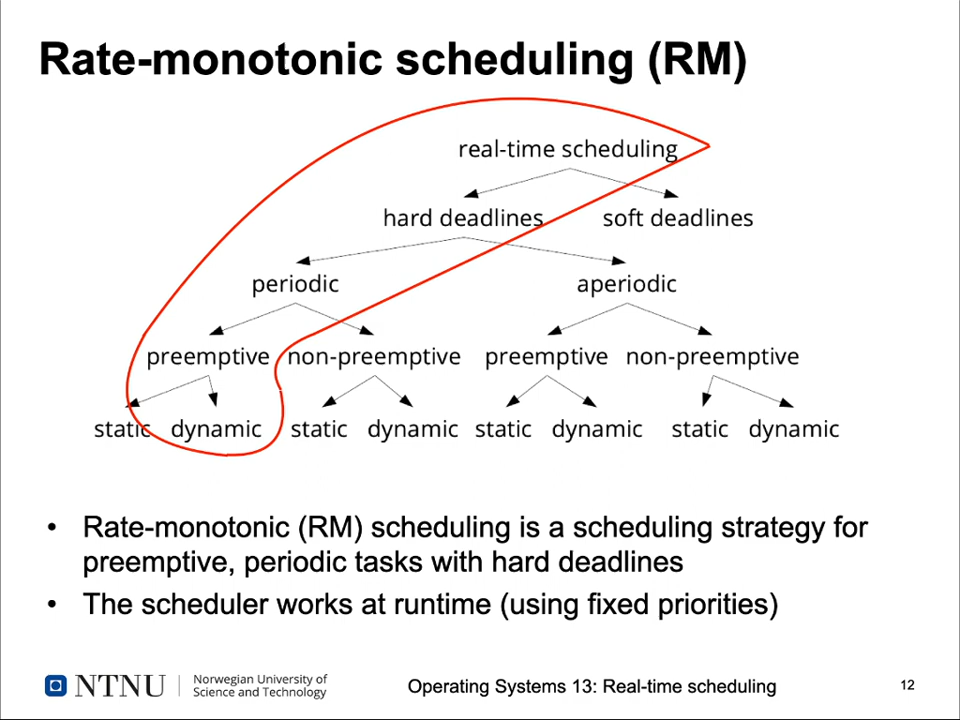 Rate-monotonic scheduling (RM)
real-time scheduling
hard deadlines soft deadlines
periodic aperiodic
preemptive non-preemptive preemptive non-preemptive
static dynamic static dynamic static dynamic static dynamic
• Rate-monotonic (RM) scheduling is a scheduling strategy for
preemptive, periodic tasks with hard deadlines
• The scheduler works at runtime (using fixed priorities)
NTNU
Norwegian University of
Science and Technology
Operating Systems 13: Real-time scheduling
12